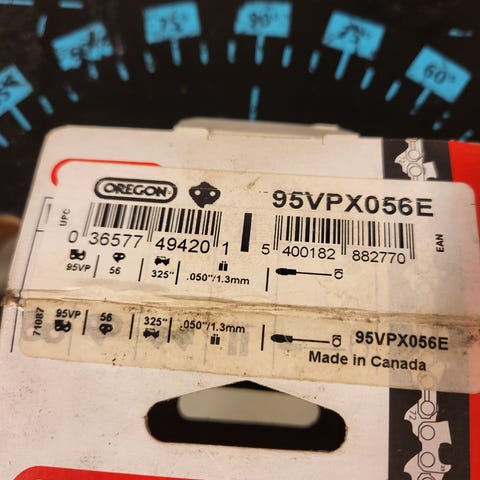 75°
90°
75°
60°
OREGON
95VPX056E
UPC
0 36577 49420 1
5 400182 882770
EAN
95VP
56
325"
.050"/1.3mm
71087
95VP
56
325"
.050"/1.3mm
95VPX056E
Made in Canada
72